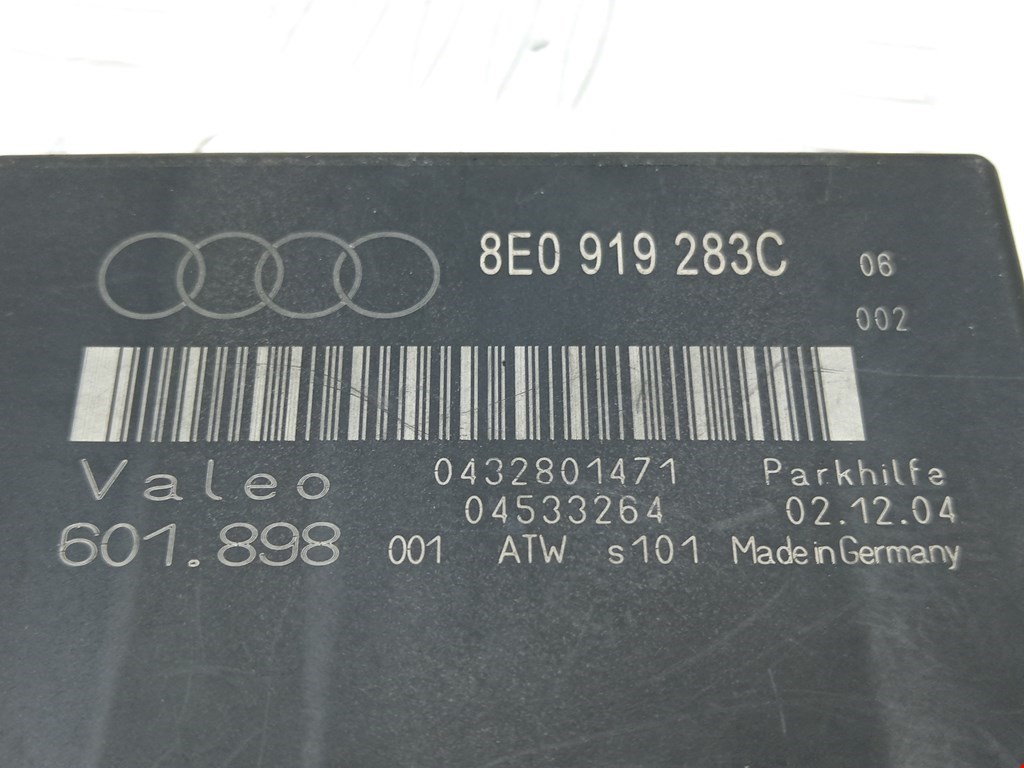 8E0 919 283C 06
002
Valeo 0432801471 Parkhilfe
04533264 02.12.04
601.898 001 ATW s101 Made in Germany